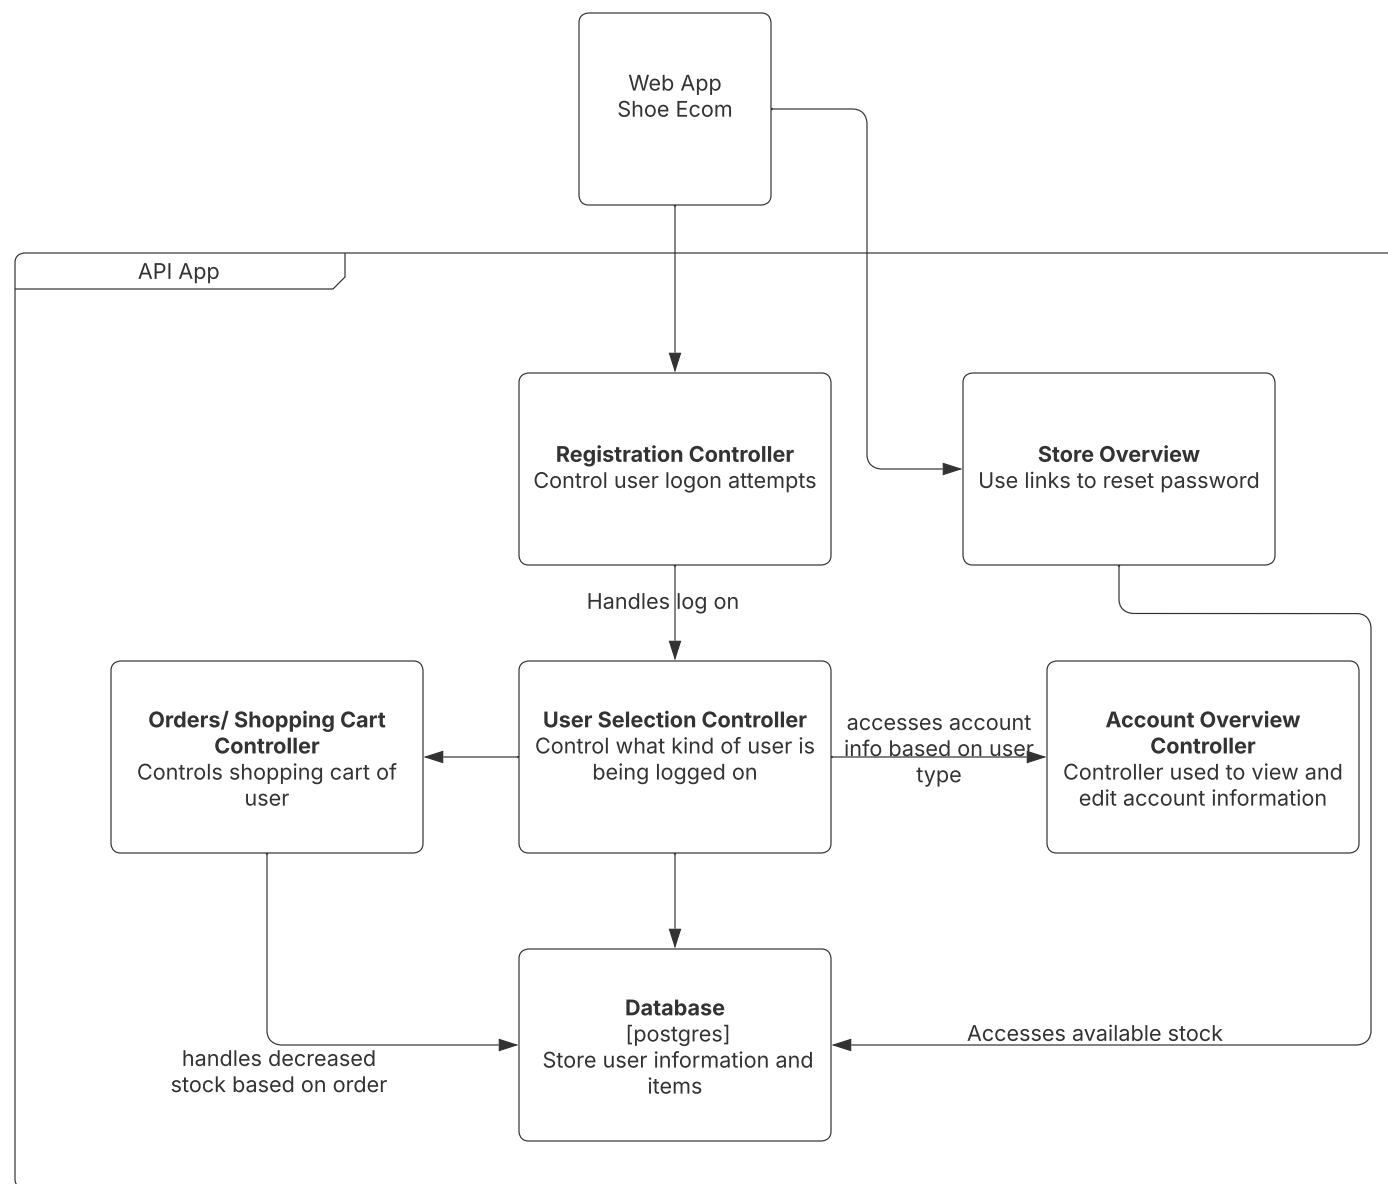 Web App
Shoe Ecom
API App
Registration Controller
Control user logon attempts
Store Overview
Use links to reset password
Handles log on
Orders/ Shopping Cart
Controller
Controls shopping cart of
user
User Selection Controller
Control what kind of user is
being logged on
accesses account
info based on user
type
Account Overview
Controller
Controller used to view and
edit account information
Database
[postgres]
Store user information and
items
handles decreased
stock based on order
Accesses available stock